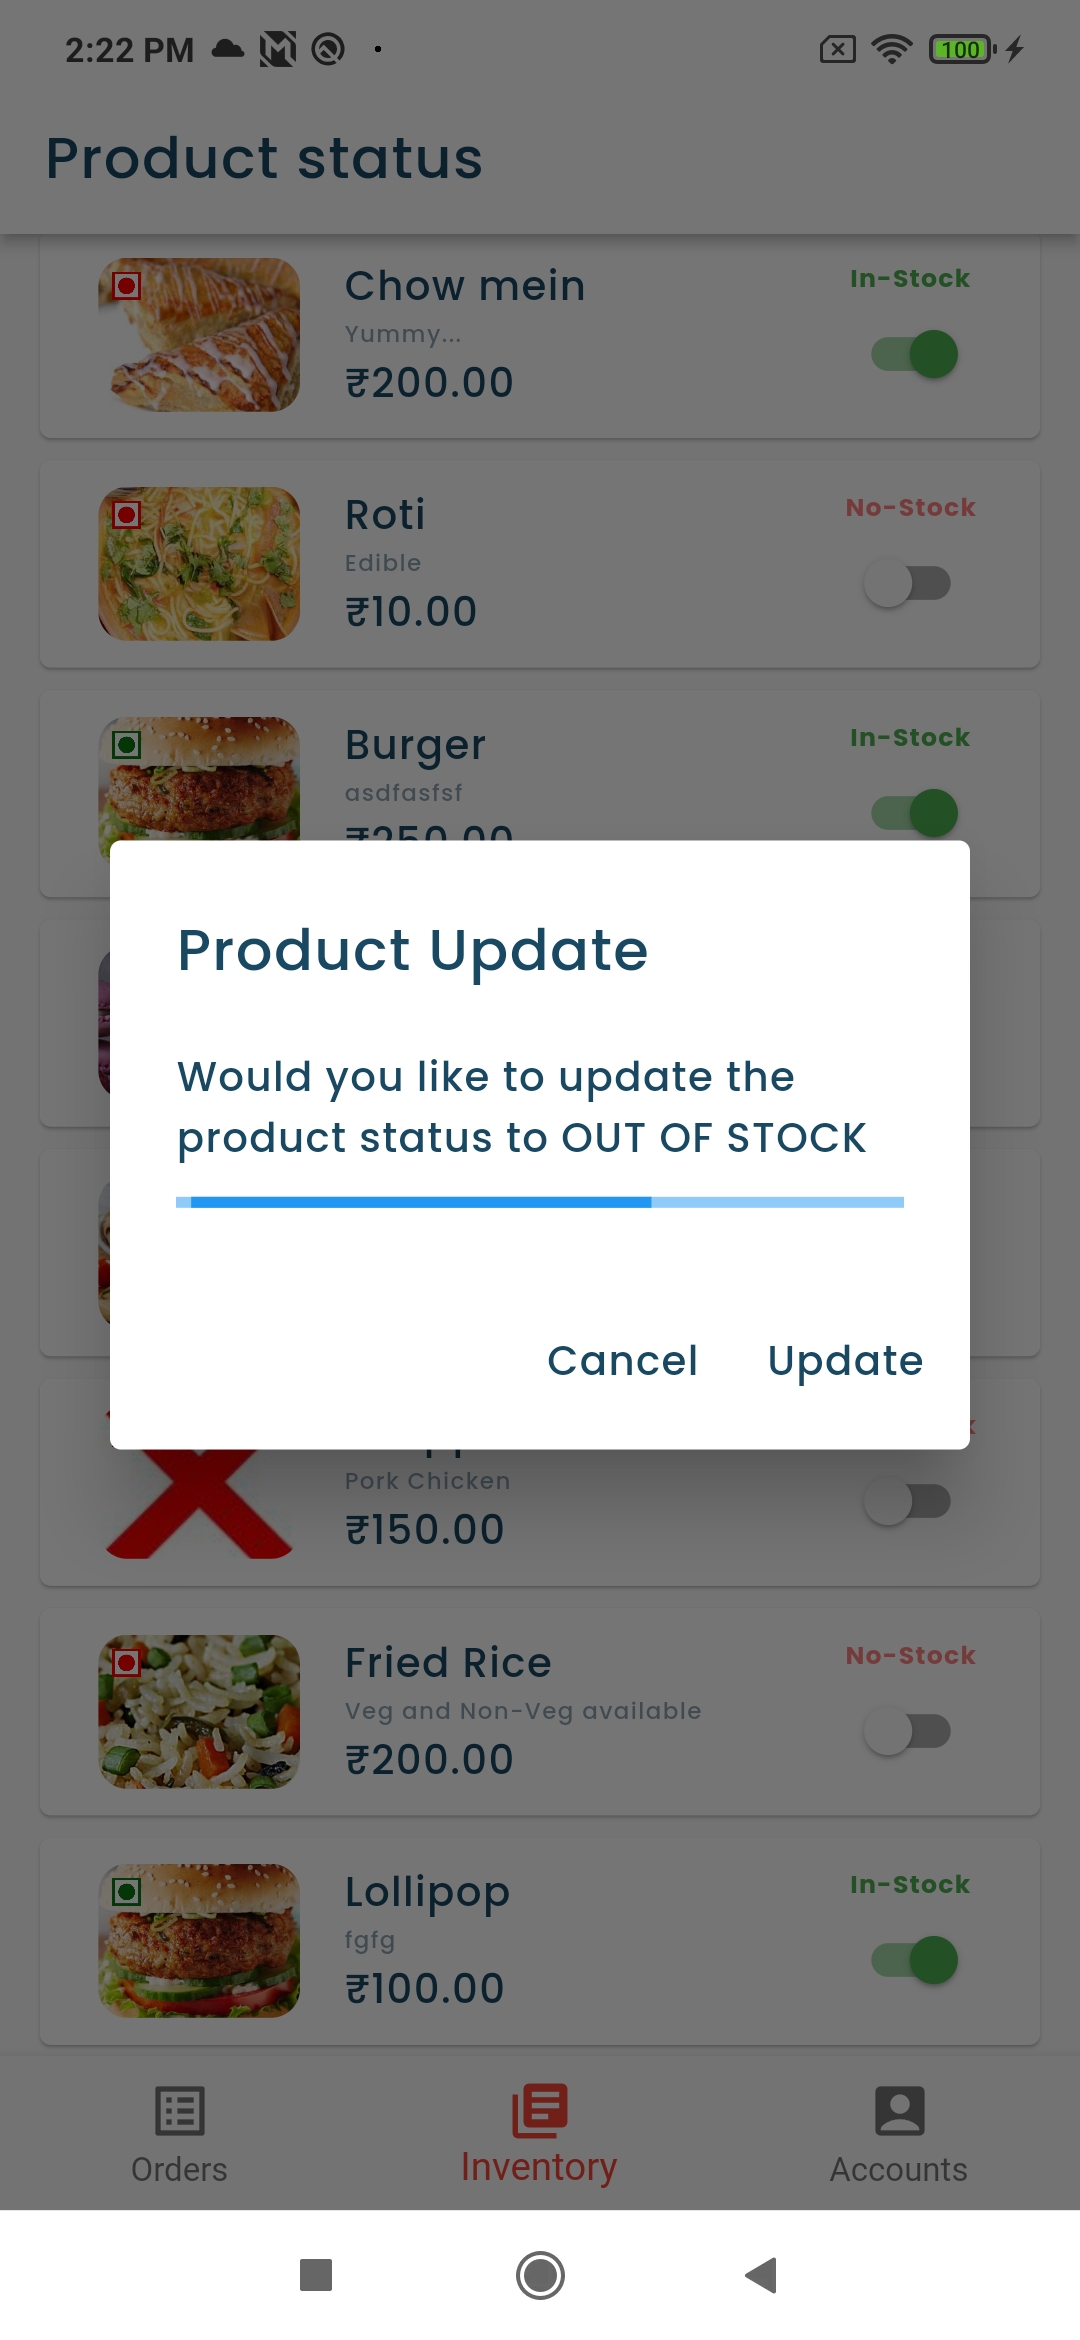 2:22 PM
100
Product status
Chow mein
In-Stock
Yummy...
₹200.00
Roti
No-Stock
Edible
₹10.00
Burger
In-Stock
asdfasfsf
₹250.00
Product Update
Would you like to update the
product status to OUT OF STOCK
Cancel Update
Pork Chicken
₹150.00
Fried Rice
No-Stock
Veg and Non-Veg available
₹200.00
Lollipop
In-Stock
fgfg
₹100.00
Orders Inventory Accounts